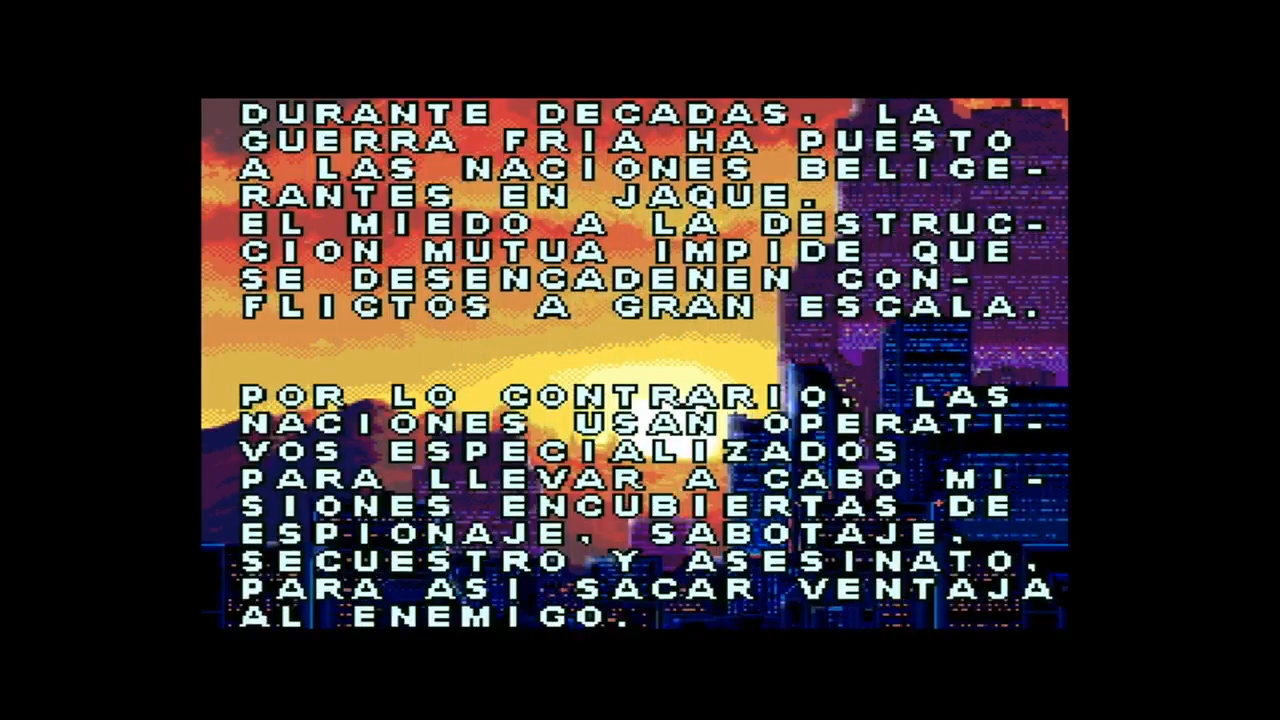 DURANTE DECADAS, LA
GUERRA FRIA HA PUESTO
A LAS NACIONES BELIGE-
RANTES EN JAQUE.
EL MIEDO A LA DESTRUC-
CION MUTUA IMPIDE QUE
SE DESENCADENEN CON-
FLICTOS A GRAN ESCALA.
POR LO CONTRARIO, LAS
NACIONES USAN OPERATI-
VOS ESPECIALIZADOS
PARA LLEVAR A CABO MI-
SIONES ENCUBIERTAS DE
ESPIONAJE, SABOTAJE,
SECUESTRO Y ASESINATO,
PARA ASI SACAR VENTAJA
AL ENEMIGO.